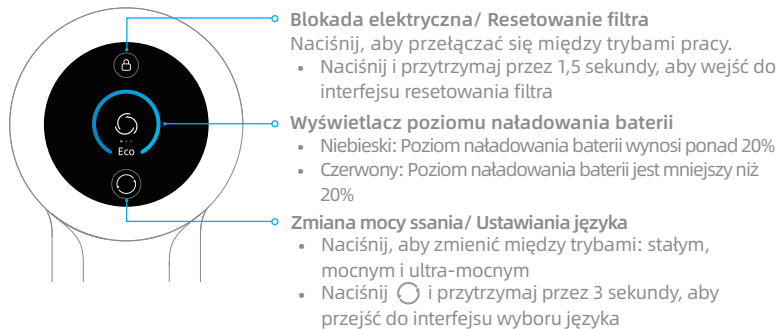 Blokada elektryczna/ Resetowanie filtra
Naciśnij, aby przełączać się między trybami pracy.
• Naciśnij i przytrzymaj przez 1,5 sekundy, aby wejść do
interfejsu resetowania filtra
Wyświetlacz poziomu naładowania baterii
• Niebieski: Poziom naładowania baterii wynosi ponad 20%
• Czerwony: Poziom naładowania baterii jest mniejszy niż
20%
Eco
Zmiana mocy ssania/ Ustawiania języka
• Naciśnij, aby zmienić między trybami: stałym,
mocnym i ultra-mocnym
• Naciśnij i przytrzymaj przez 3 sekundy, aby
przejść do interfejsu wyboru języka